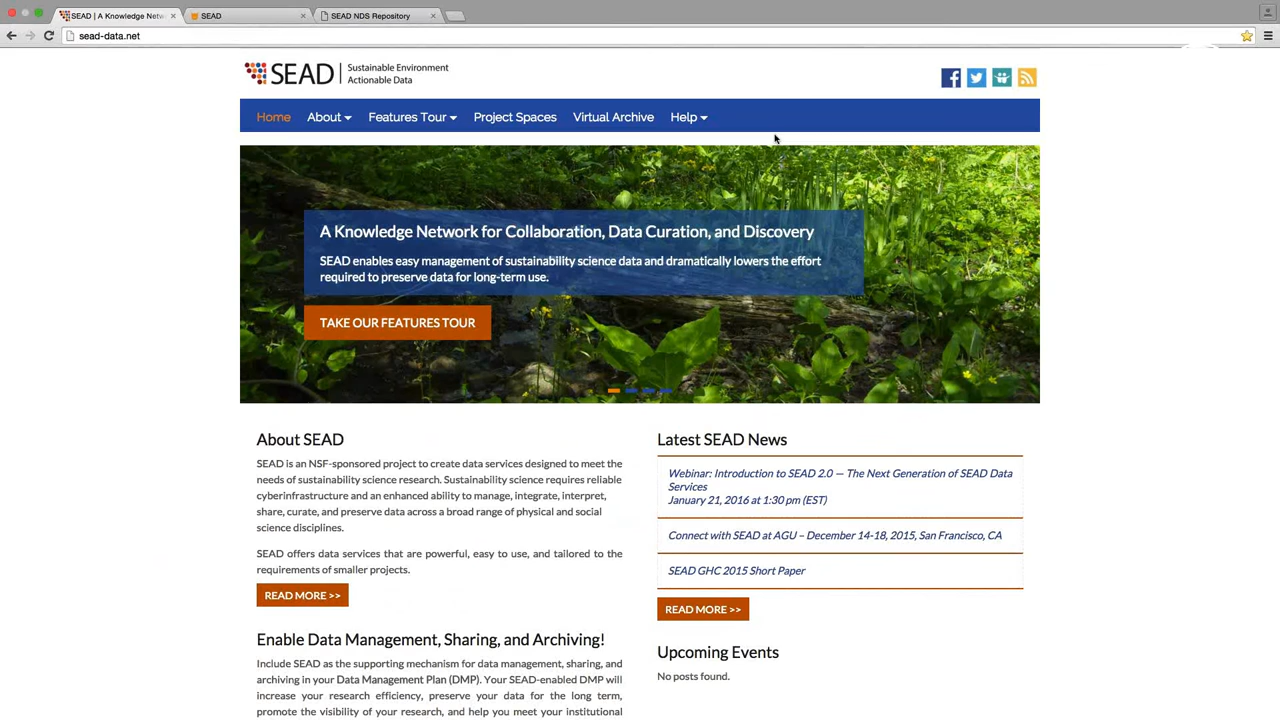 SEAD | A Knowledge Netw
SEAD
SEAD NDS Repository
sead-data.net
SEAD
Sustainable Environment
Actionable Data
Home About Features Tour Project Spaces Virtual Archive Help
A Knowledge Network for Collaboration, Data Curation, and Discovery
SEAD enables easy management of sustainability science data and dramatically lowers the effort
required to preserve data for long-term use.
TAKE OUR FEATURES TOUR
About SEAD
SEAD is an NSF-sponsored project to create data services designed to meet the
needs of sustainability science research. Sustainability science requires reliable
cyberinfrastructure and an enhanced ability to manage, integrate, interpret,
share, curate, and preserve data across a broad range of physical and social
science disciplines.
SEAD offers data services that are powerful, easy to use, and tailored to the
requirements of smaller projects.
READ MORE >>
Enable Data Management, Sharing, and Archiving!
Include SEAD as the supporting mechanism for data management, sharing, and
archiving in your Data Management Plan (DMP). Your SEAD-enabled DMP will
increase your research efficiency, preserve your data for the long term,
promote the visibility of your research, and help you meet your institutional
Latest SEAD News
Webinar: Introduction to SEAD 2.0 — The Next Generation of SEAD Data
Services
January 21, 2016 at 1:30 pm (EST)
Connect with SEAD at AGU – December 14-18, 2015, San Francisco, CA
SEAD GHC 2015 Short Paper
READ MORE >>
Upcoming Events
No posts found.